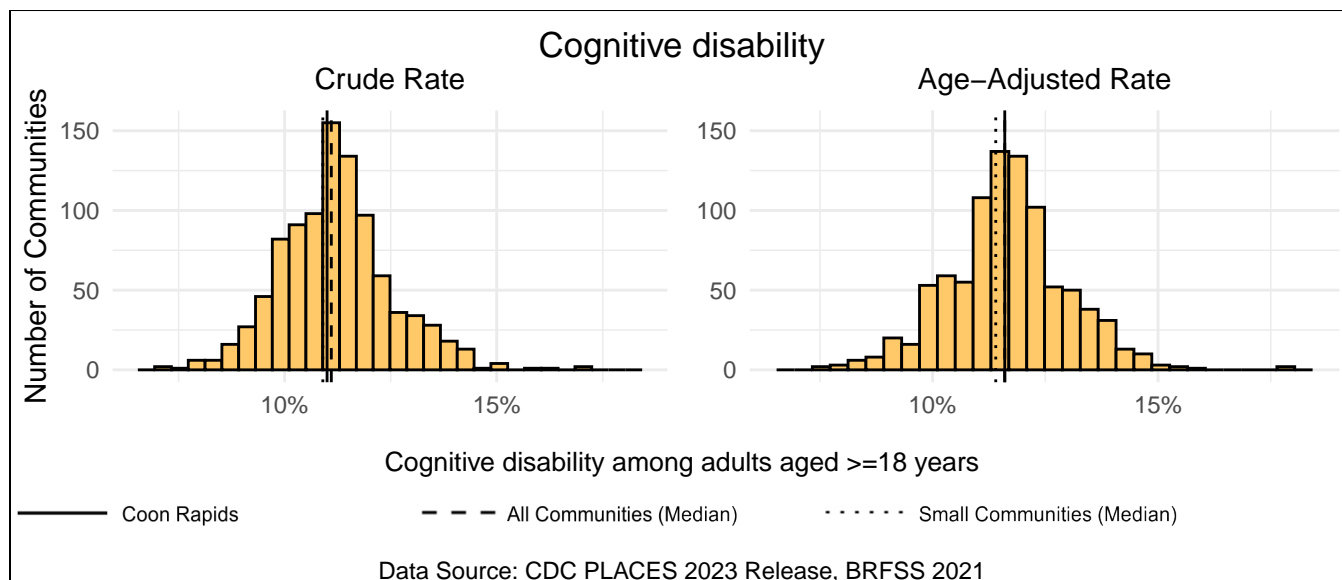 Cognitive disability
Crude Rate
Age−Adjusted Rate
Number of Communities
150
100
50
0
10%
15%
150
100
50
0
10%
15%
Cognitive disability among adults aged >=18 years
Coon Rapids
All Communities (Median)
Small Communities (Median)
Data Source: CDC PLACES 2023 Release, BRFSS 2021